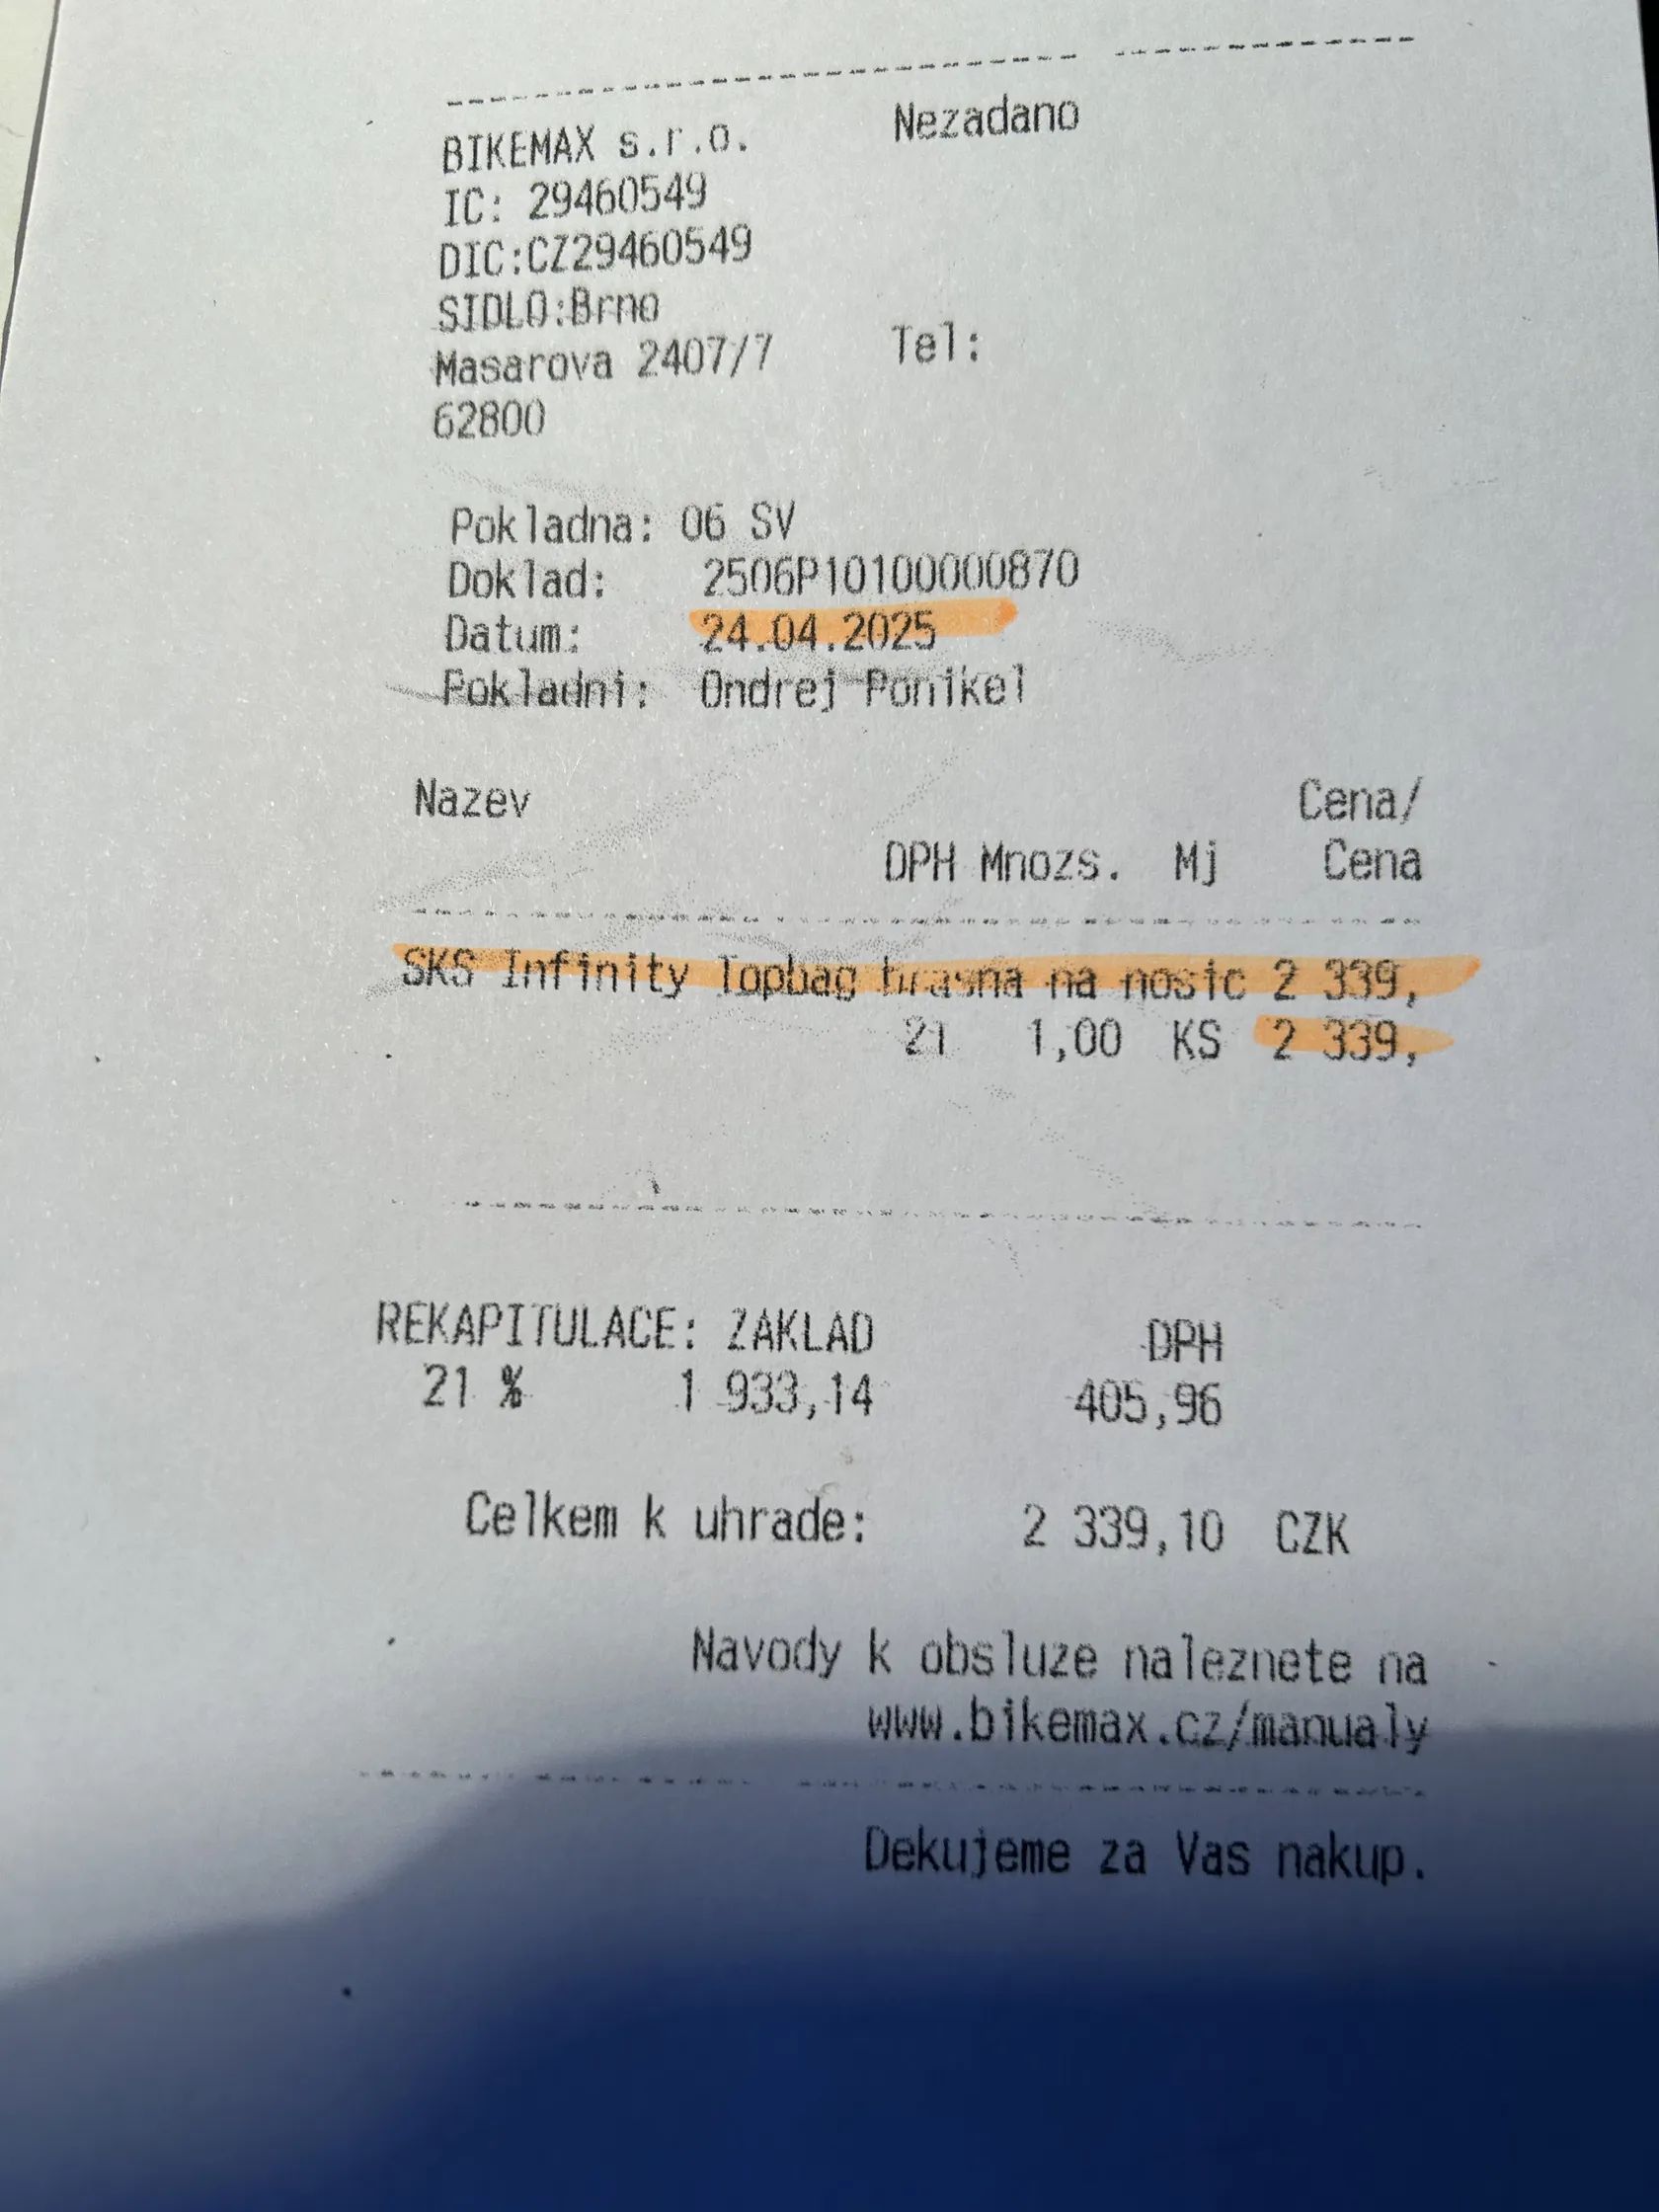 BIKEMAX s.r.o. Nezadano
IC: 29460549
DIC:CZ29460549
SIDLO:Brno
Masarova 2407/7 Tel:
62800
Pokladna: 06 SV
Doklad: 2506P10100000870
Datum: 24.04.2025
Pokladni: Ondrej Ponikel
Nazev Cena/
DPH Mnozs. Mj Cena
SKS Infinity Topbag brasna na nosic 2 339,
21 1,00 KS 2 339,
REKAPITULACE: ZAKLAD DPH
21 % 1 933,14 405,96
Celkem k uhrade: 2 339,10 CZK
Navody k obsluze naleznete na
www.bikemax.cz/manualy
Dekujeme za Vas nakup.